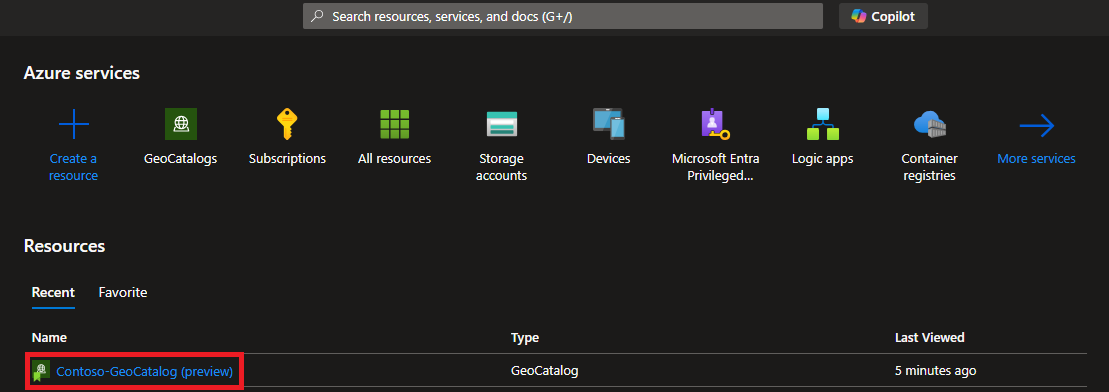 Search resources, services, and docs (G+/)
Copilot
Azure services
Create a resource
GeoCatalogs
Subscriptions
All resources
Storage accounts
Devices
Microsoft Entra Privileged...
Logic apps
Container registries
More services
Resources
Recent Favorite
Name Type Last Viewed
Contoso-GeoCatalog (preview) GeoCatalog 5 minutes ago